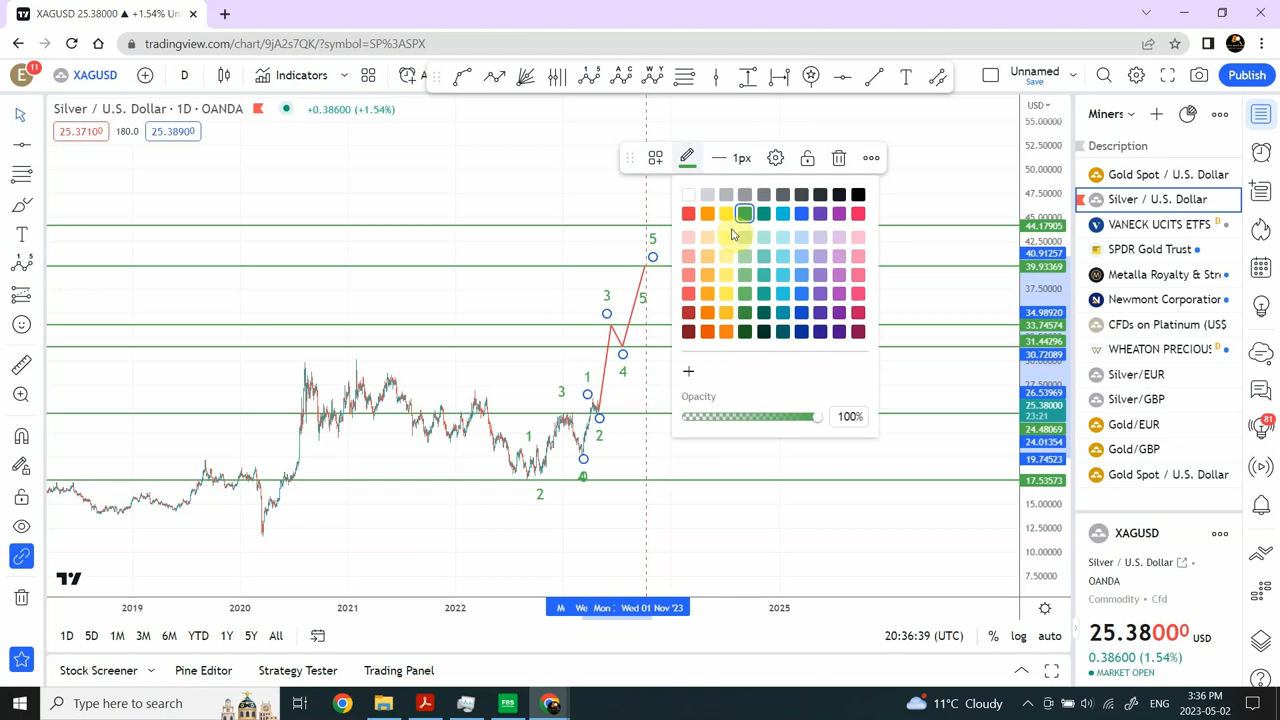 XAGUSD 25.38000 ▲ +1.54% Un
tradingview.com/chart/9jA2s7QK/?symbol=SP%3ASPX
E
11
XAGUSD
D
Indicators
A
T
Unnamed
Save
Publish
Silver / U.S. Dollar · 1D · OANDA
+0.38600 (+1.54%)
25.37100
180.0
25.38900
1px
USD
Miners
Description
Gold Spot / U.S. Dollar
Silver / U.S. Dollar
VANECK UCITS ETFS D
SPDR Gold Trust
Metalla Royalty & Str
Newmont Corporation
CFDs on Platinum (US$
WHEATON PRECIOUS D
Silver/EUR
Silver/GBP
Gold/EUR
Gold/GBP
Gold Spot / U.S. Dollar
55.00000
52.50000
50.00000
47.50000
45.00000
44.17905
42.50000
40.91257
39.93369
37.50000
34.98920
33.74574
31.44296
30.72089
27.50000
26.53969
25.38000
23:21
24.48069
24.01354
19.74523
17.53573
15.00000
12.50000
10.00000
7.50000
5
3
5
4
1
3
2
1
2
Opacity
100%
81
2019
2020
2021
2022
M
We
Mon
Wed 01 Nov '23
2025
1D
5D
1M
3M
6M
YTD
1Y
5Y
All
20:36:39 (UTC)
%
log
auto
Stock Screener
Pine Editor
Strategy Tester
Trading Panel
XAGUSD
Silver / U.S. Dollar
OANDA
Commodity • Cfd
25.38000 USD
0.38600 (1.54%)
MARKET OPEN
Type here to search
FBS
11°C Cloudy
ENG
3:36 PM
2023-05-02